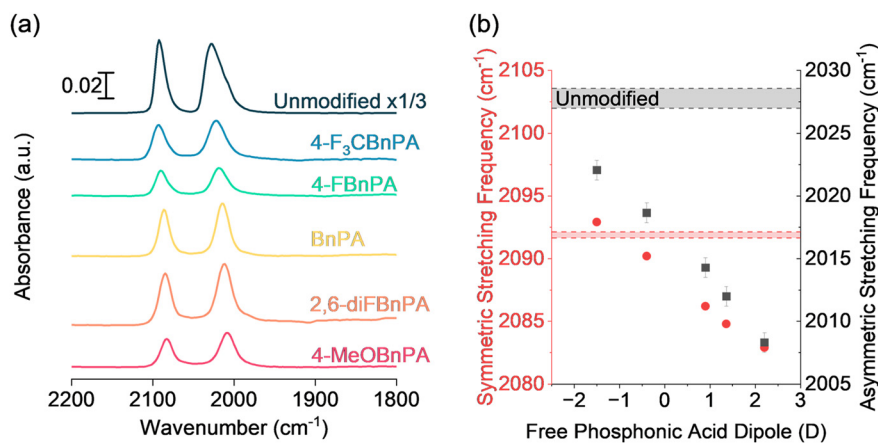 (a)
0.02
Unmodified x1/3
4-F₃CBnPA
4-FBnPA
BnPA
2,6-diFBnPA
4-MeOBnPA
Absorbance (a.u.)
2200 2100 2000 1900 1800
Wavenumber (cm⁻¹)
(b)
Symmetric Stretching Frequency (cm⁻¹)
2105
2100
2095
2090
2085
2080
Unmodified
2030
2025
2020
2015
2010
2005
Asymmetric Stretching Frequency (cm⁻¹)
−2 −1 0 1 2 3
Free Phosphonic Acid Dipole (D)